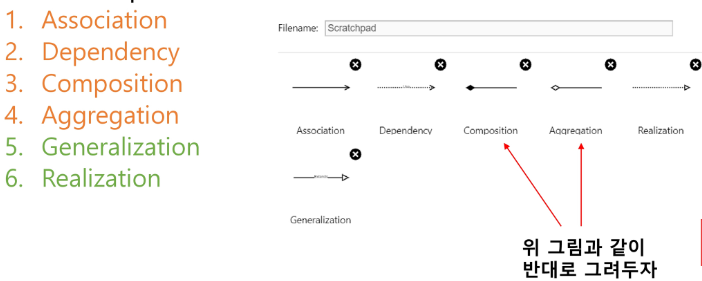 1. Association
2. Dependency
3. Composition
4. Aggregation
5. Generalization
6. Realization
Filename: Scratchpad
Association Dependency Composition Aggregation Realization
Generalization
위 그림과 같이
반대로 그려두자